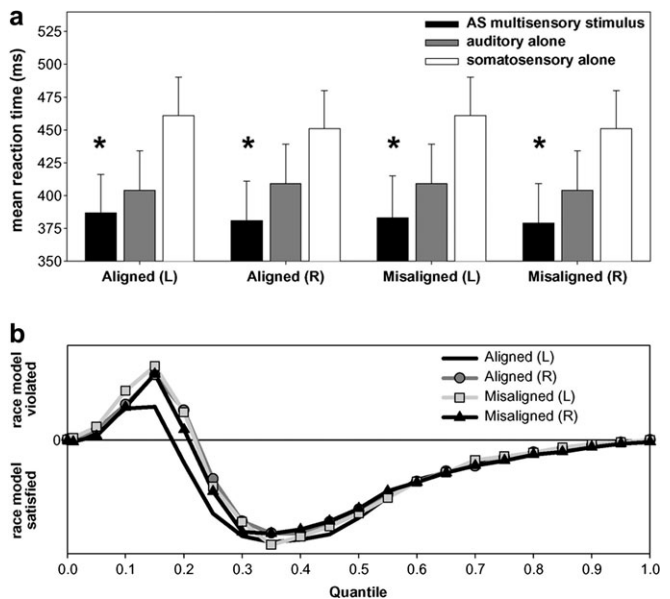 a
mean reaction time (ms)
525
500
475
450
425
400
375
350
AS multisensory stimulus
auditory alone
somatosensory alone
*
*
*
*
Aligned (L)
Aligned (R)
Misaligned (L)
Misaligned (R)
b
race model
violated
0
race model
satisfied
Aligned (L)
Aligned (R)
Misaligned (L)
Misaligned (R)
0.0 0.1 0.2 0.3 0.4 0.5 0.6 0.7 0.8 0.9 1.0
Quantile